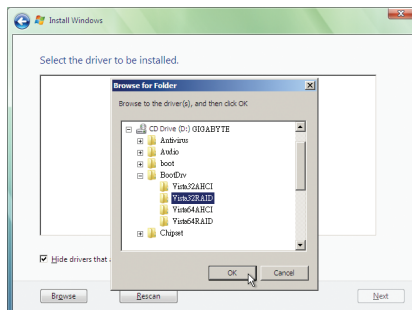 Install Windows
Select the driver to be installed.
Browse for Folder
Browse to the driver(s), and then click OK
CD Drive (D:) GIGABYTE
Antivirus
Audio
boot
BootDrv
Vista32AHCI
Vista32RAID
Vista64AHCI
Vista64RAID
Chipset
Hide drivers that
OK
Cancel
Browse
Rescan
Next